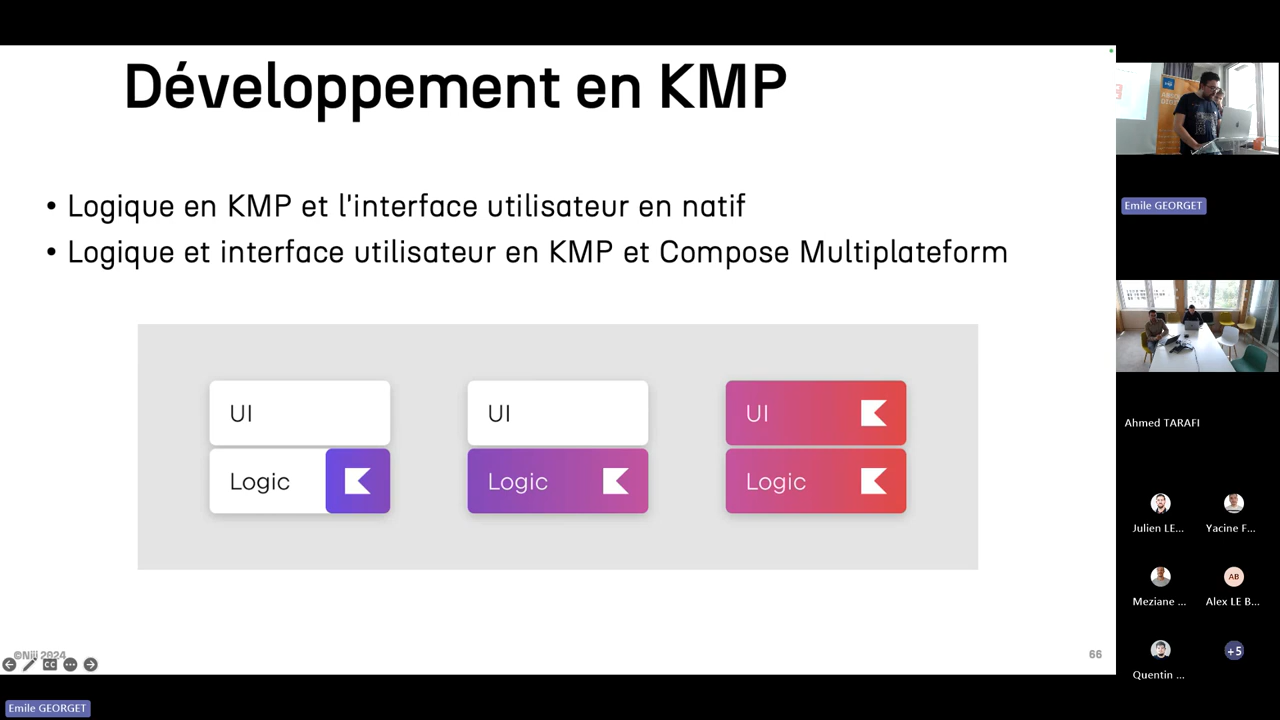 Développement en KMP
• Logique en KMP et l'interface utilisateur en natif
• Logique et interface utilisateur en KMP et Compose Multiplateform
UI
Logic
UI
Logic
UI
Logic
©Niji 2024
66
Emile GEORGET
Emile GEORGET
Ahmed TARAFI
Julien LE...
Yacine F...
Meziane ...
AB
Alex LE B...
Quentin ...
+5